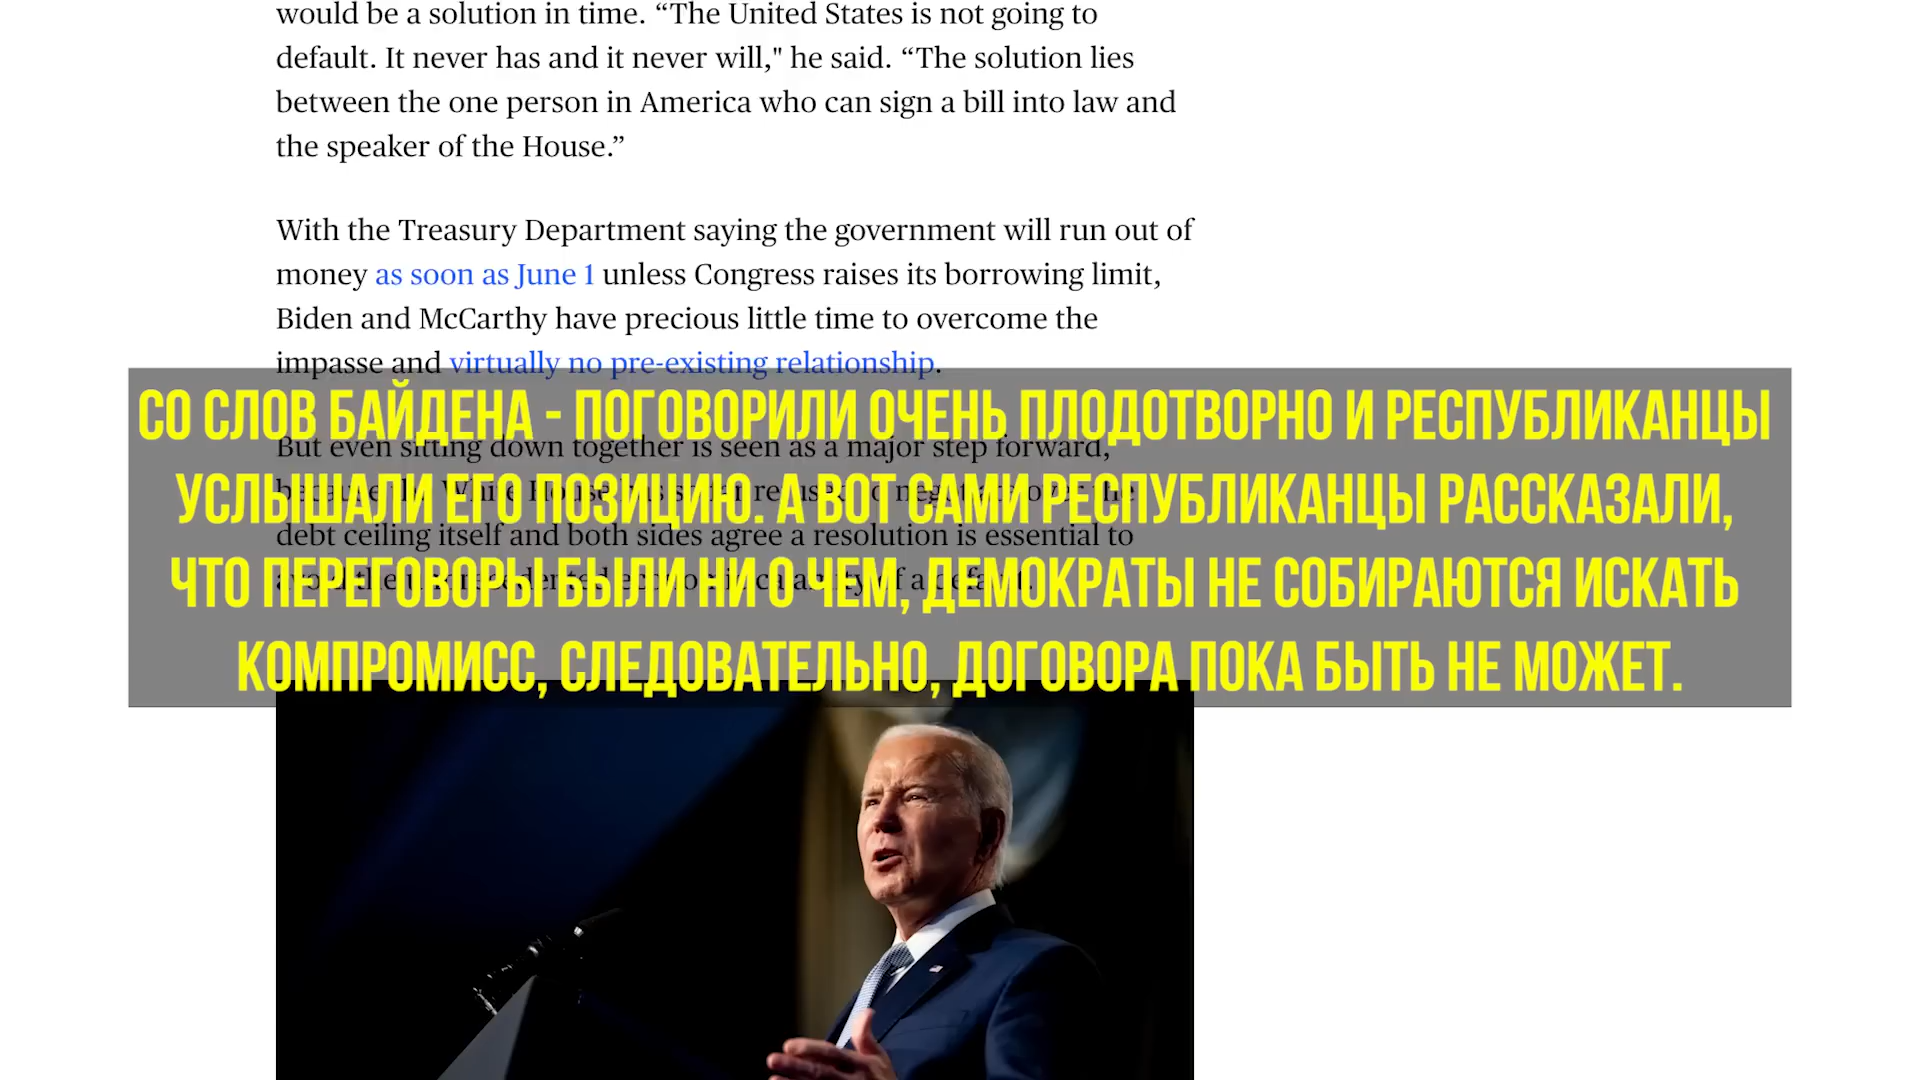 would be a solution in time. “The United States is not going to
default. It never has and it never will," he said. “The solution lies
between the one person in America who can sign a bill into law and
the speaker of the House.”
With the Treasury Department saying the government will run out of
money as soon as June 1 unless Congress raises its borrowing limit,
Biden and McCarthy have precious little time to overcome the
impasse and virtually no pre-existing relationship.
СО СЛОВ БАЙДЕНА - ПОГОВОРИЛИ ОЧЕНЬ ПЛОДОТВОРНО И РЕСПУБЛИКАНЦЫ
But even sitting down together is seen as a major step forward,
УСЛЫШАЛИ ЕГО ПОЗИЦИЮ. А ВОТ САМИ РЕСПУБЛИКАНЦЫ РАССКАЗАЛИ,
debt ceiling itself and both sides agree a resolution is essential to
ЧТО ПЕРЕГОВОРЫ БЫЛИ НИ О ЧЕМ, ДЕМОКРАТЫ НЕ СОБИРАЮТСЯ ИСКАТЬ
КОМПРОМИСС, СЛЕДОВАТЕЛЬНО, ДОГОВОРА ПОКА БЫТЬ НЕ МОЖЕТ.